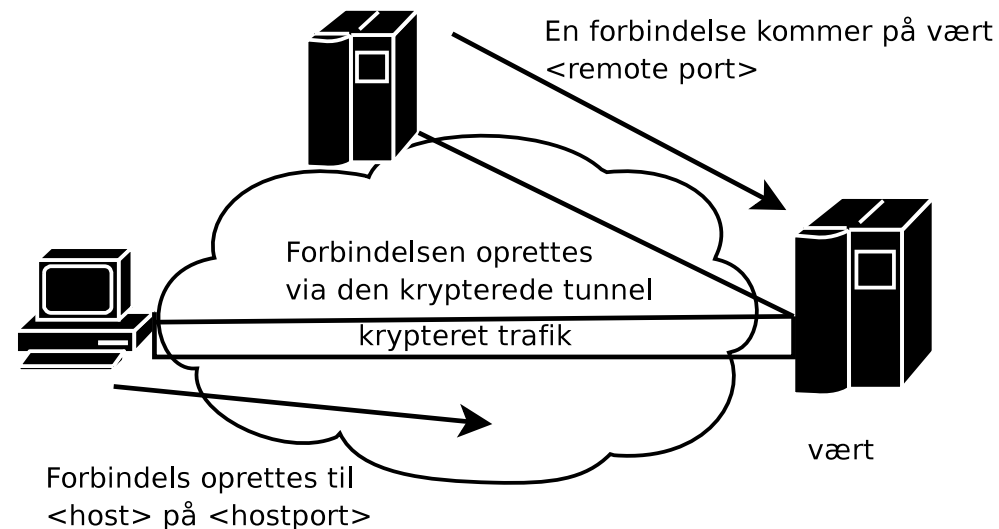 En forbindelse kommer på vært
<remote port>
Forbindelsen oprettes
via den krypterede tunnel
krypteret trafik
vært
Forbindels oprettes til
<host> på <hostport>